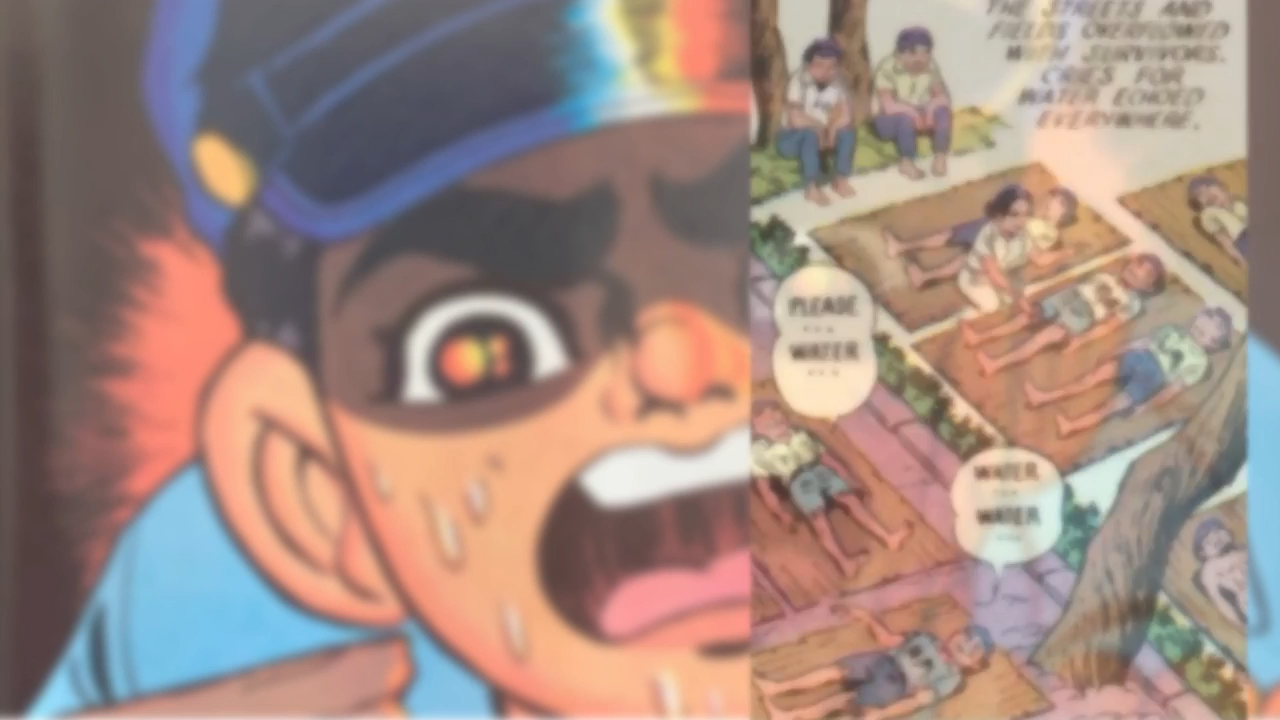 THE STREETS AND
FIELDS OVERFLOWED
WITH SURVIVORS.
CRIES FOR
WATER ECHOED
EVERYWHERE.
PLEASE
...
WATER
...
WATER
...
WATER
...